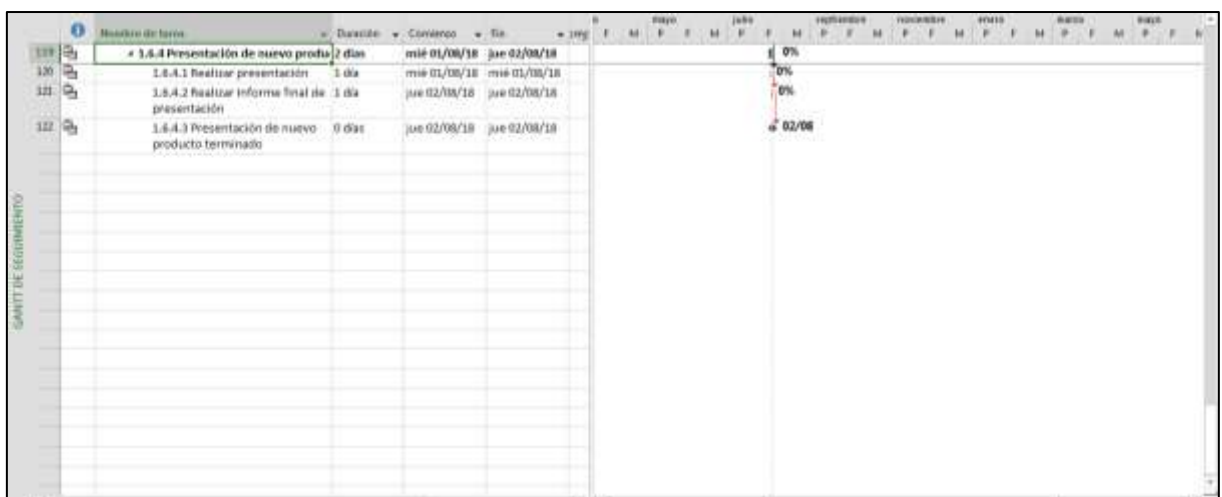 mayo julio septiembre noviembre enero marzo mayo
Nombre de tarea Duración Comienzo Fin
F M P F M P F M P F M P F M P F M P F M P F
119 1.6.4 Presentación de nuevo produ 2 días mié 01/08/18 jue 02/08/18 0%
120 1.6.4.1 Realizar presentación 1 día mié 01/08/18 mié 01/08/18 0%
121 1.6.4.2 Realizar informe final de presentación 1 día jue 02/08/18 jue 02/08/18 0%
122 1.6.4.3 Presentación de nuevo producto terminado 0 días jue 02/08/18 jue 02/08/18 02/08
GANTT DE SEGUIMIENTO